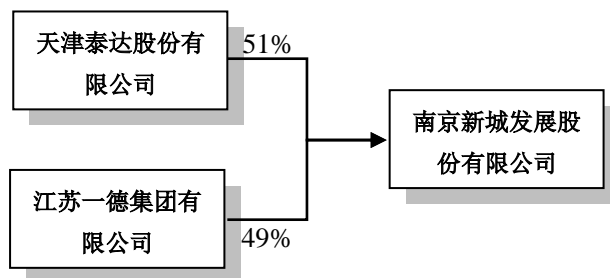 天津泰达股份有
限公司
51%
南京新城发展股
份有限公司
江苏一德集团有
限公司
49%